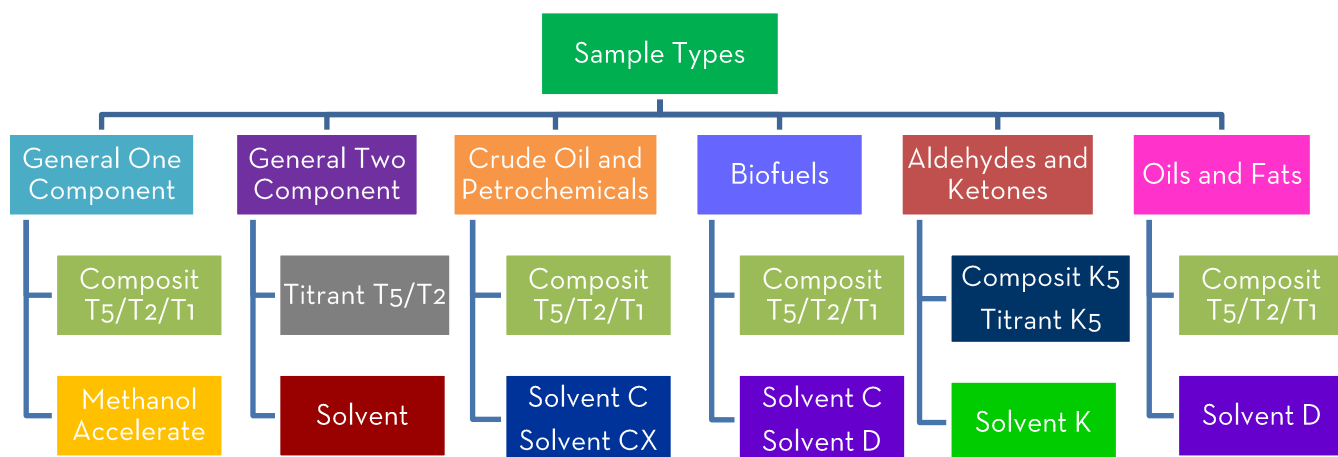 Sample Types
General One
Component
General Two
Component
Crude Oil and
Petrochemicals
Biofuels
Aldehydes and
Ketones
Oils and Fats
Composit
T5/T2/T1
Titrant T5/T2
Composit
T5/T2/T1
Composit
T5/T2/T1
Composit K5
Titrant K5
Composit
T5/T2/T1
Methanol
Accelerate
Solvent
Solvent C
Solvent CX
Solvent C
Solvent D
Solvent K
Solvent D